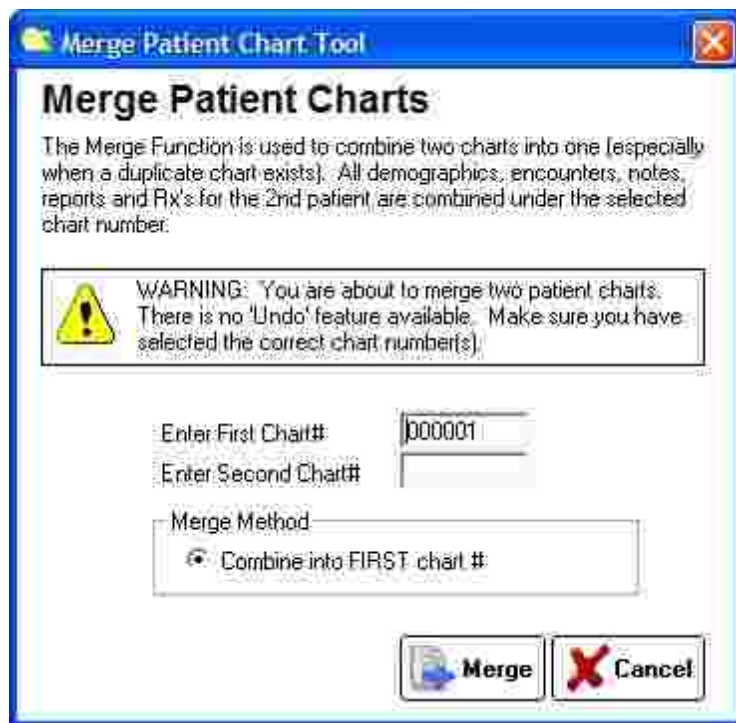 Merge Patient Chart Tool
Merge Patient Charts
The Merge Function is used to combine two charts into one (especially
when a duplicate chart exists). All demographics, encounters, notes,
reports and Rx's for the 2nd patient are combined under the selected
chart number.
WARNING: You are about to merge two patient charts.
There is no 'Undo' feature available. Make sure you have
selected the correct chart number(s).
Enter First Chart# 000001
Enter Second Chart#
Merge Method
Combine into FIRST chart #
Merge Cancel